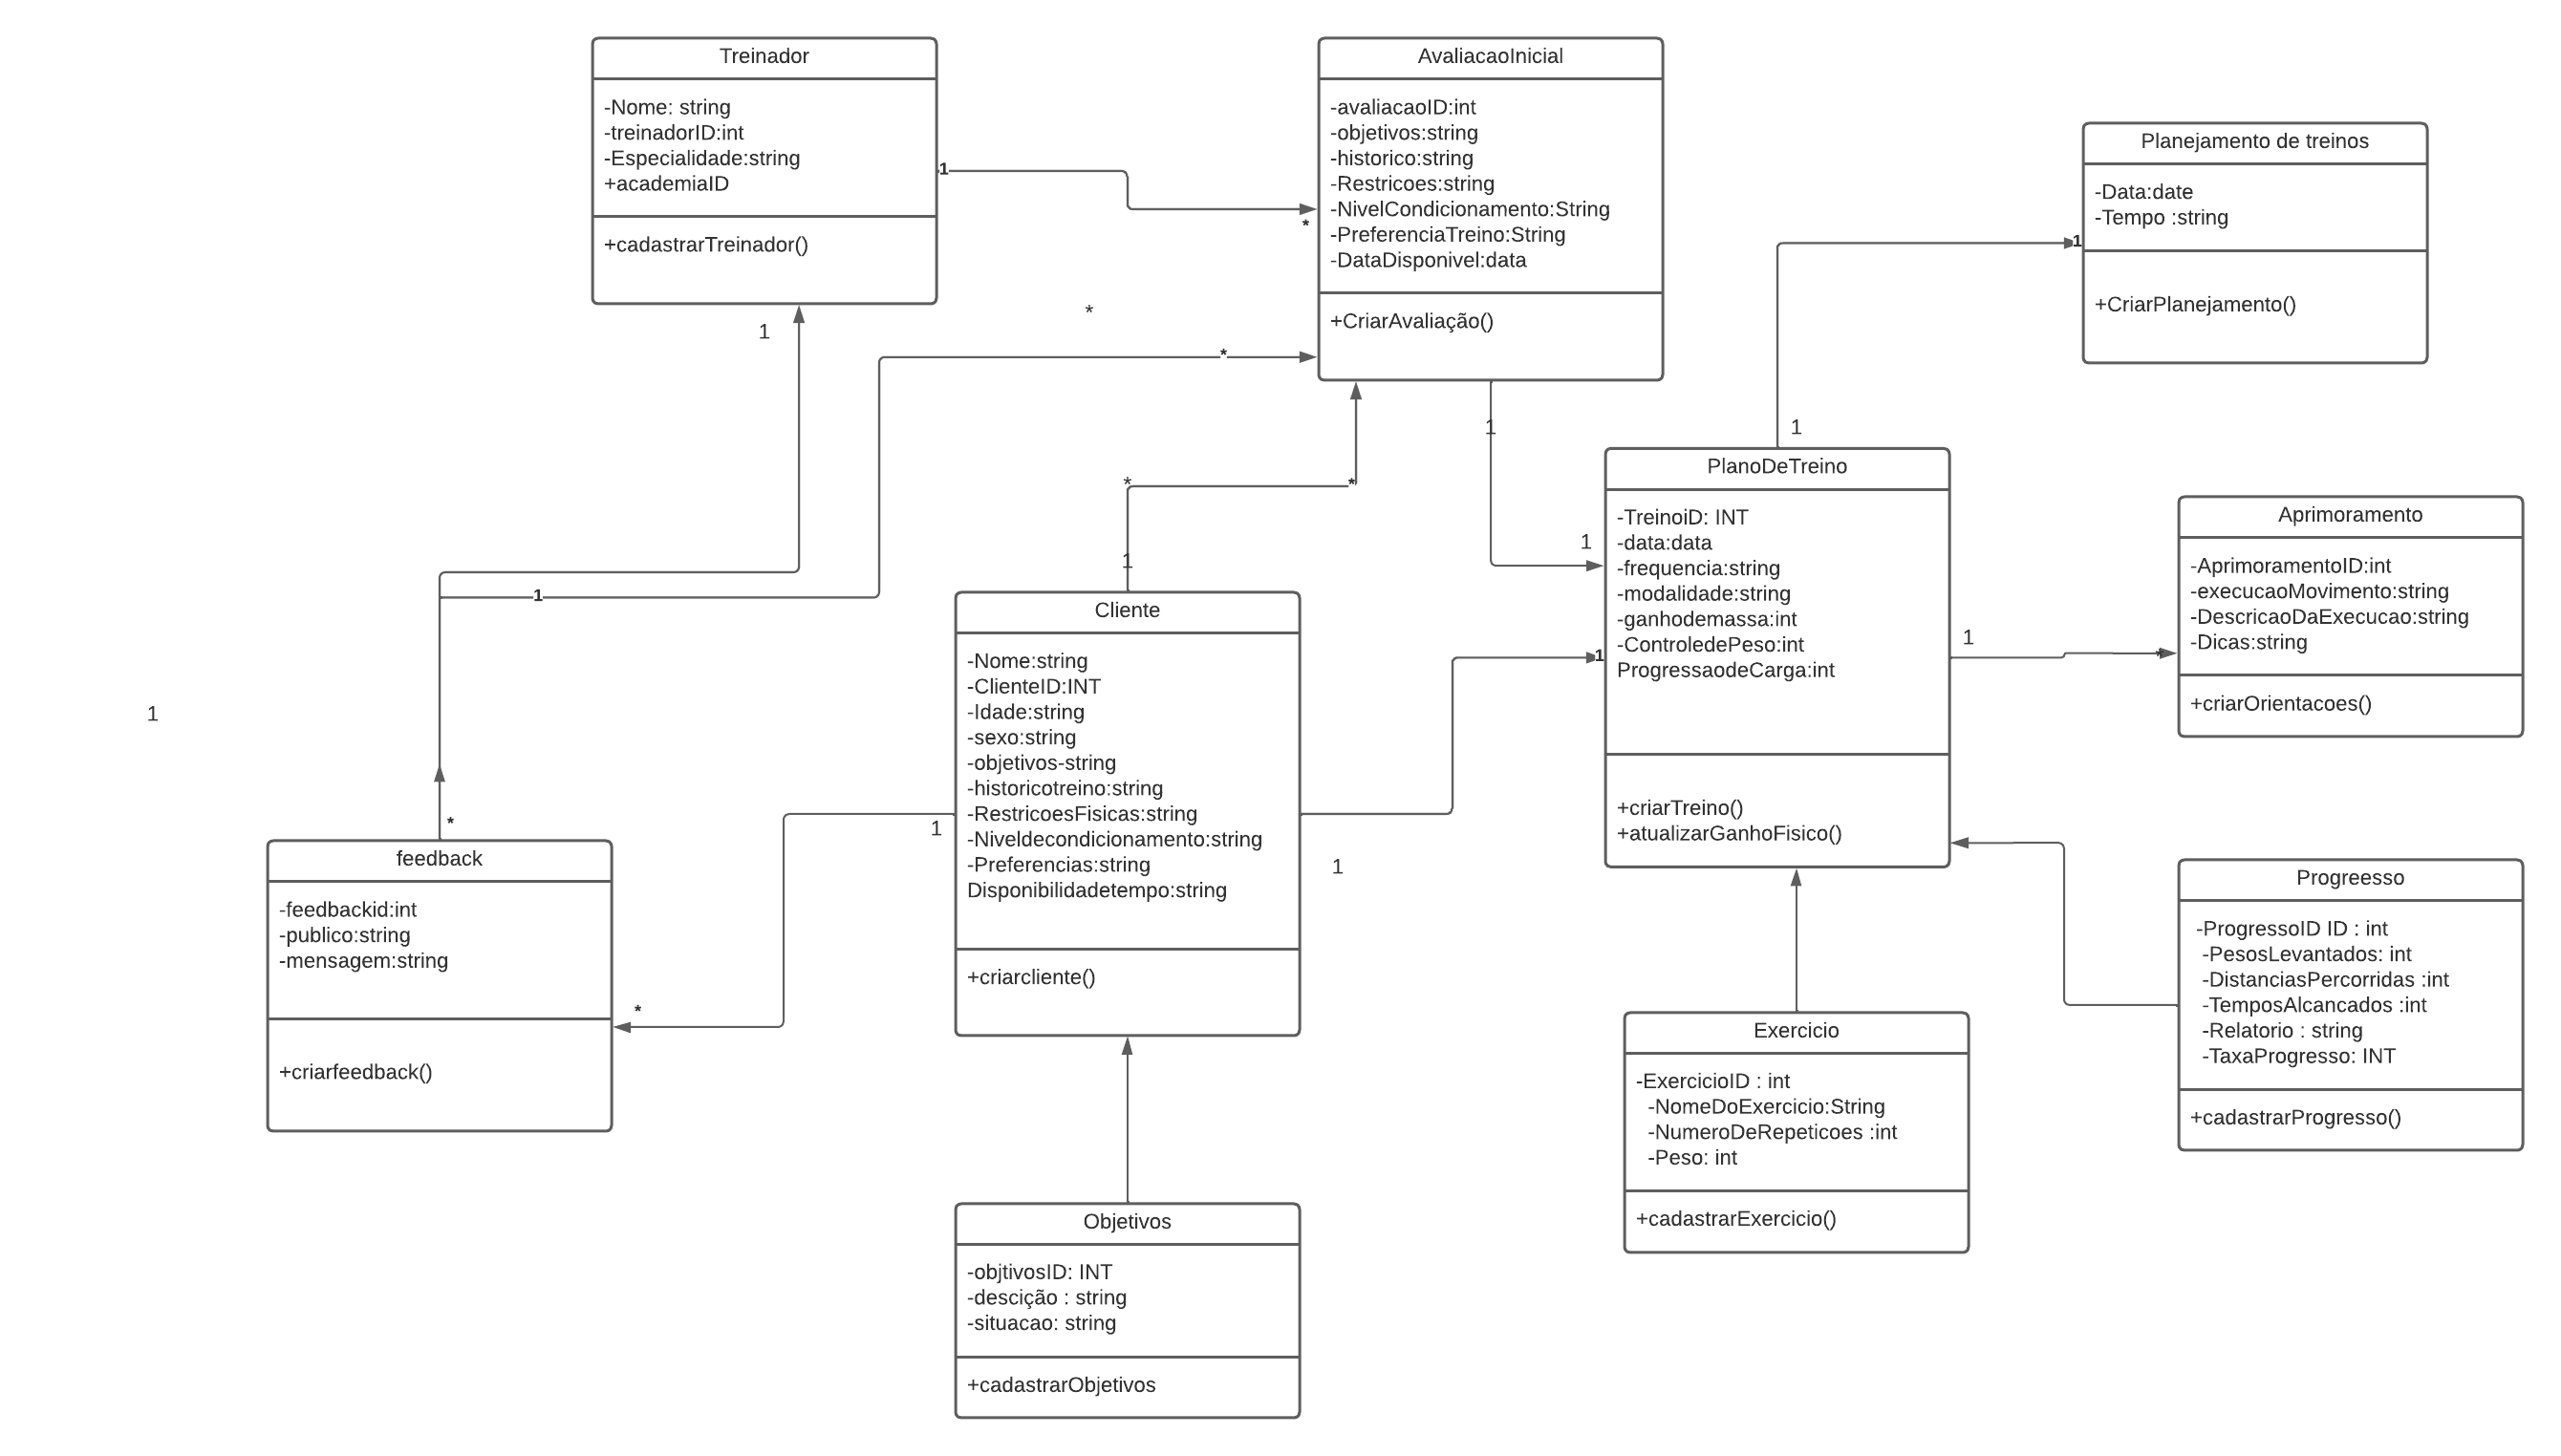 Treinador
-Nome: string
-treinadorID:int
-Especialidade:string
+academiaID
+cadastrarTreinador()
1
1
*
AvaliacaoInicial
-avaliacaoID:int
-objetivos:string
-historico:string
-Restricoes:string
-NivelCondicionamento:String
-PreferenciaTreino:String
-DataDisponivel:data
+CriarAvaliação()
*
*
1
*
*
1
1
1
Planejamento de treinos
-Data:date
-Tempo :string
+CriarPlanejamento()
1
1
PlanoDeTreino
-TreinoiD: INT
-data:data
-frequencia:string
-modalidade:string
-ganhodemassa:int
-ControledePeso:int
ProgressaodeCarga:int
+criarTreino()
+atualizarGanhoFisico()
1
*
Aprimoramento
-AprimoramentoID:int
-execucaoMovimento:string
-DescricaoDaExecucao:string
-Dicas:string
+criarOrientacoes()
Cliente
-Nome:string
-ClienteID:INT
-Idade:string
-sexo:string
-objetivos-string
-historicotreino:string
-RestricoesFisicas:string
-Niveldecondicionamento:string
-Preferencias:string
Disponibilidadetempo:string
+criarcliente()
1
1
1
1
*
*
feedback
-feedbackid:int
-publico:string
-mensagem:string
+criarfeedback()
Progreesso
-ProgressoID ID : int
-PesosLevantados: int
-DistanciasPercorridas :int
-TemposAlcancados :int
-Relatorio : string
-TaxaProgresso: INT
+cadastrarProgresso()
Exercicio
-ExercicioID : int
-NomeDoExercicio:String
-NumeroDeRepeticoes :int
-Peso: int
+cadastrarExercicio()
Objetivos
-objtivosID: INT
-descição : string
-situacao: string
+cadastrarObjetivos